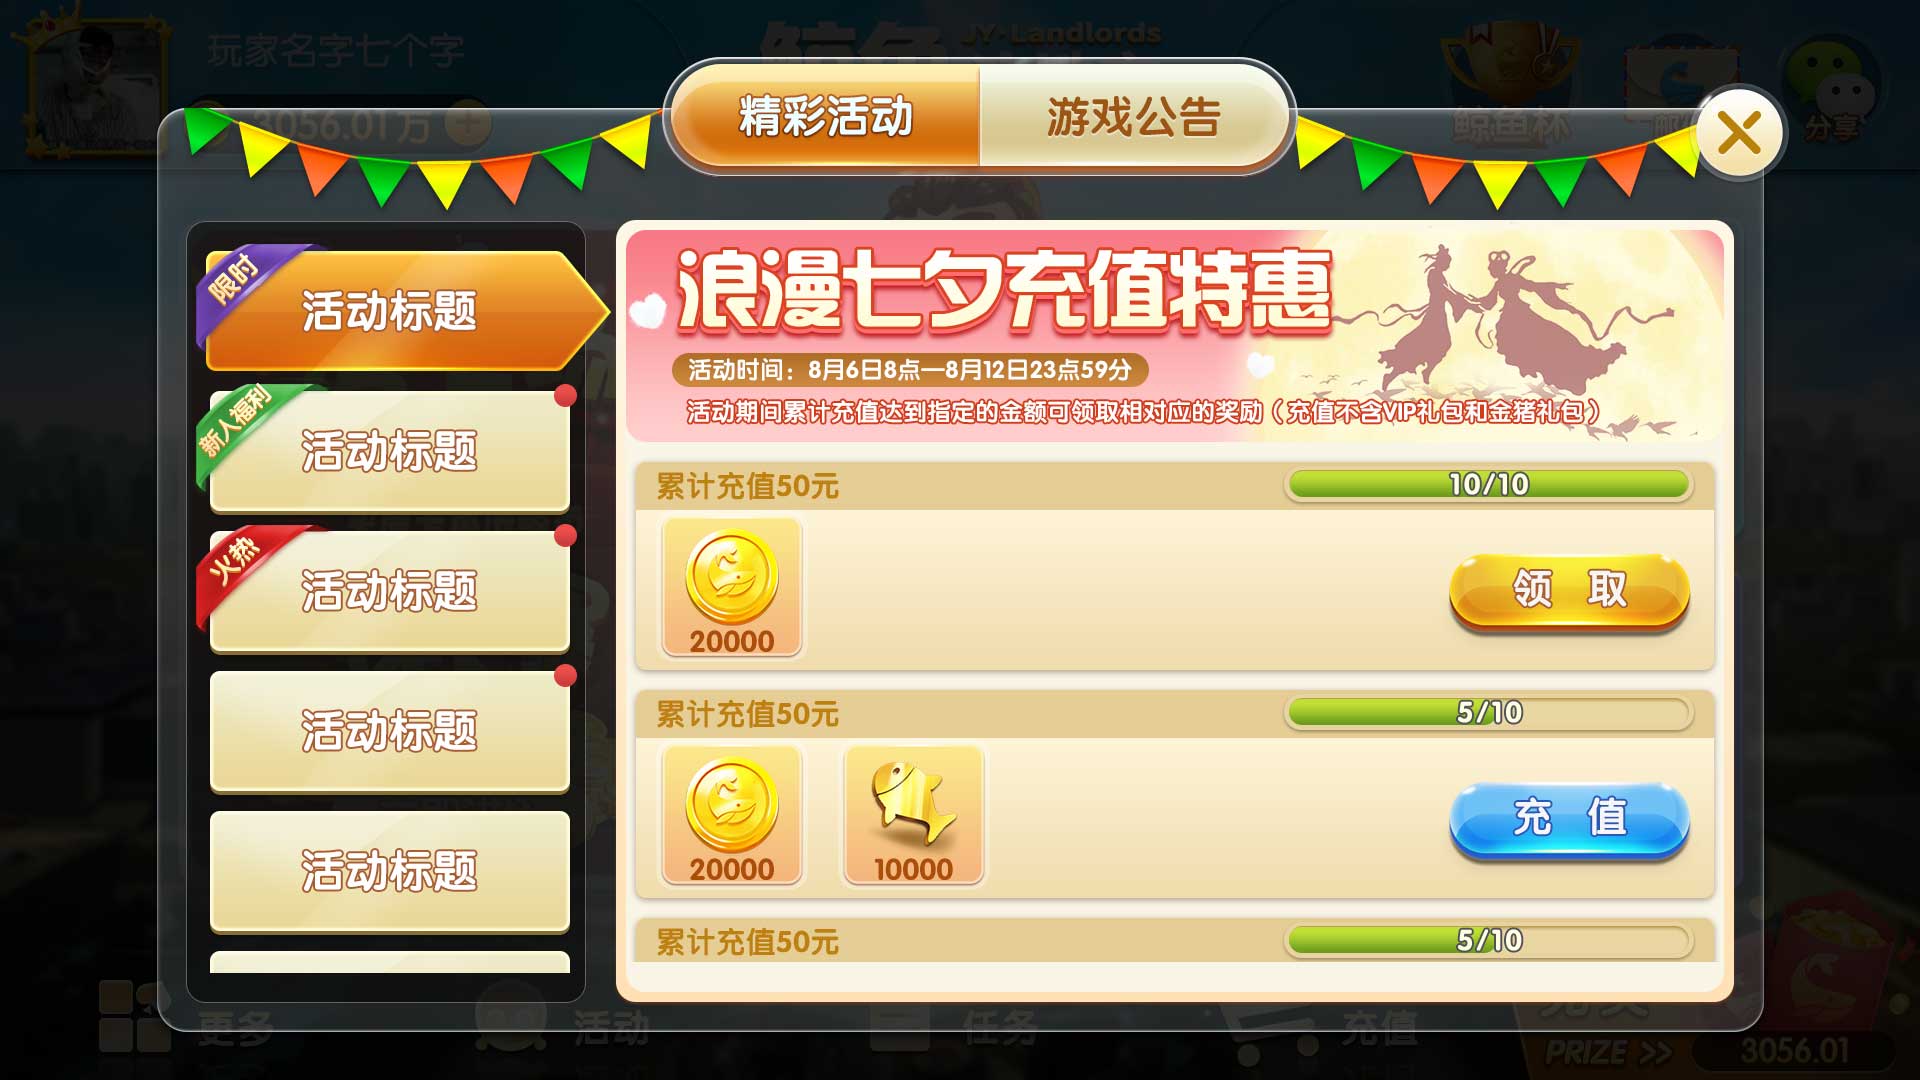 玩家名字七个字
JY·Landlords
3056.01万
鲸鱼杯
分享
精彩活动
游戏公告
限时
活动标题
新人福利
活动标题
火热
活动标题
活动标题
活动标题
浪漫七夕充值特惠
活动时间：8月6日8点—8月12日23点59分
活动期间累计充值达到指定的金额可领取相对应的奖励（充值不含VIP礼包和金猪礼包）
累计充值50元
10/10
20000
领 取
累计充值50元
5/10
20000
10000
充 值
累计充值50元
5/10
更多
活动
任务
充值
PRIZE >>
3056.01